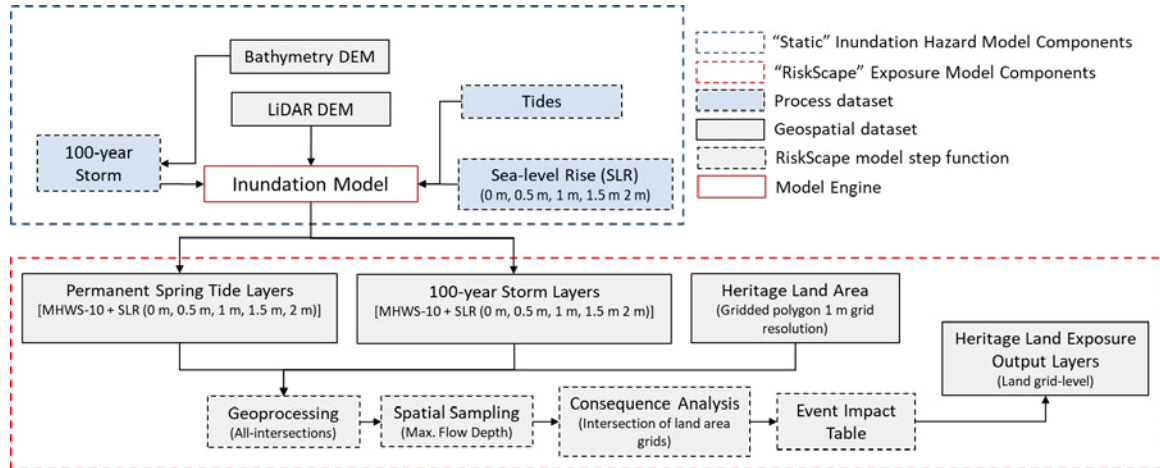 Bathymetry DEM
LiDAR DEM
Tides
100-year
Storm
Inundation Model
Sea-level Rise (SLR)
(0 m, 0.5 m, 1 m, 1.5 m 2 m)
"Static" Inundation Hazard Model Components
"RiskScape" Exposure Model Components
Process dataset
Geospatial dataset
RiskScape model step function
Model Engine
Permanent Spring Tide Layers
[MHWS-10 + SLR (0 m, 0.5 m, 1 m, 1.5 m, 2 m)]
100-year Storm Layers
[MHWS-10 + SLR (0 m, 0.5 m, 1 m, 1.5 m 2 m)]
Heritage Land Area
(Gridded polygon 1 m grid
resolution)
Heritage Land Exposure
Output Layers
(Land grid-level)
Geoprocessing
(All-intersections)
Spatial Sampling
(Max. Flow Depth)
Consequence Analysis
(Intersection of land area
grids)
Event Impact
Table